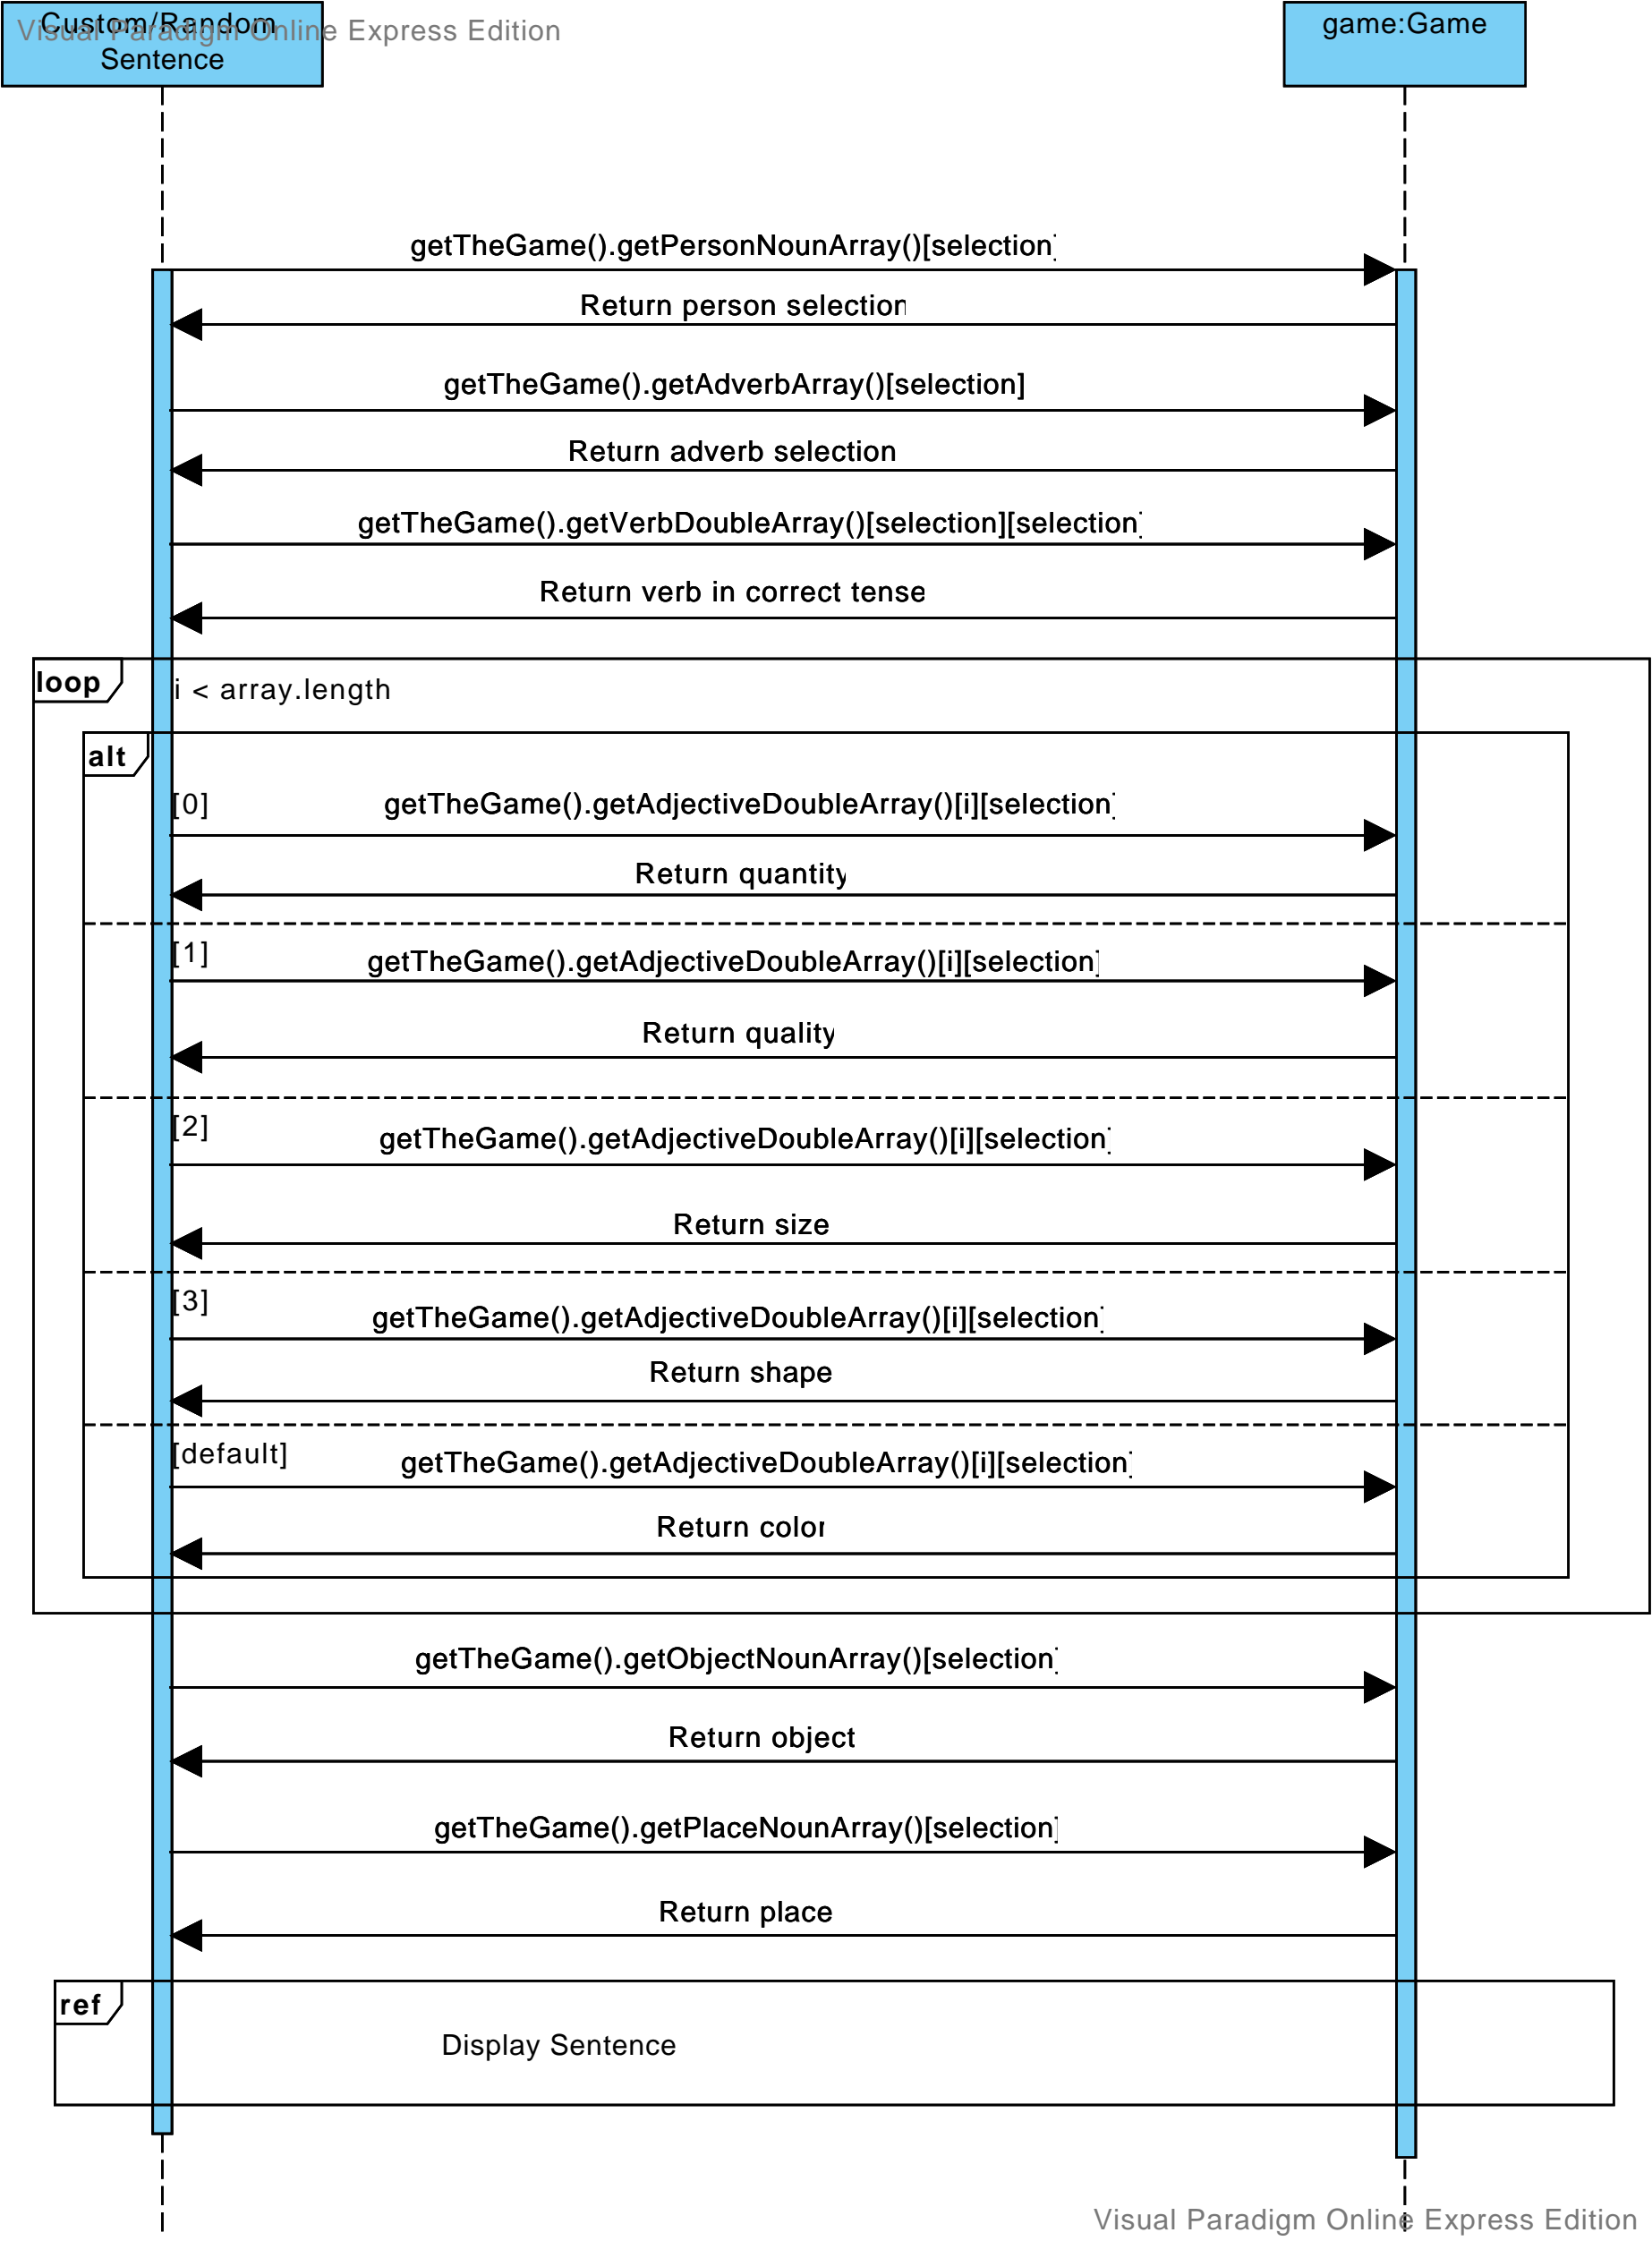 Custom/Random
Sentence
Visual Paradigm Online Express Edition
game:Game
getTheGame().getPersonNounArray()[selection]
Return person selection
getTheGame().getAdverbArray()[selection]
Return adverb selection
getTheGame().getVerbDoubleArray()[selection][selection]
Return verb in correct tense
loop
i < array.length
alt
[0]
getTheGame().getAdjectiveDoubleArray()[i][selection]
Return quantity
[1]
getTheGame().getAdjectiveDoubleArray()[i][selection]
Return quality
[2]
getTheGame().getAdjectiveDoubleArray()[i][selection]
Return size
[3]
getTheGame().getAdjectiveDoubleArray()[i][selection]
Return shape
[default]
getTheGame().getAdjectiveDoubleArray()[i][selection]
Return color
getTheGame().getObjectNounArray()[selection]
Return object
getTheGame().getPlaceNounArray()[selection]
Return place
ref
Display Sentence
Visual Paradigm Online Express Edition